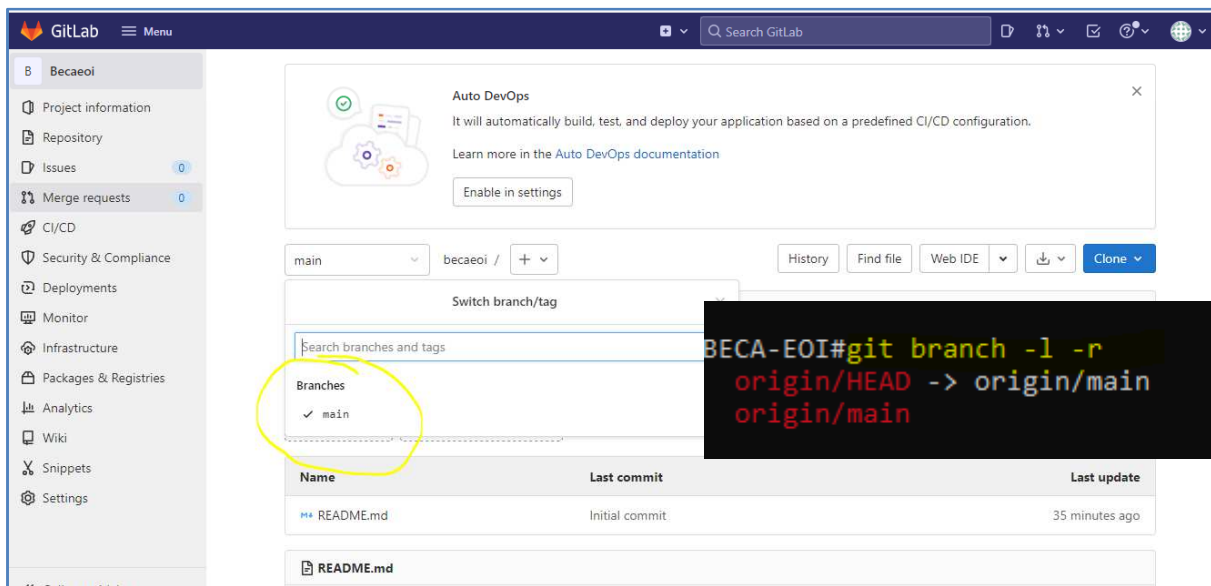 GitLab Menu Search GitLab
B Becaeoi
Project information
Repository
Issues 0
Merge requests 0
CI/CD
Security & Compliance
Deployments
Monitor
Infrastructure
Packages & Registries
Analytics
Wiki
Snippets
Settings
Auto DevOps
It will automatically build, test, and deploy your application based on a predefined CI/CD configuration.
Learn more in the Auto DevOps documentation
Enable in settings
main becaeoi / + History Find file Web IDE Clone
Switch branch/tag
Search branches and tags
Branches
✓ main
BECA-EOI#git branch -l -r
origin/HEAD -> origin/main
origin/main
Name Last commit Last update
README.md Initial commit 35 minutes ago
README.md